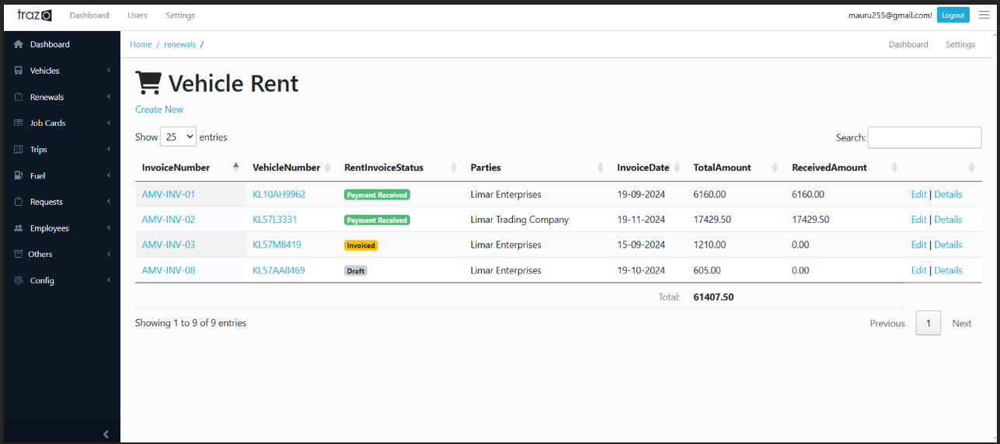 trazo Dashboard Users Settings mauru255@gmail.com! Logout
Dashboard
Vehicles
Renewals
Job Cards
Trips
Fuel
Requests
Employees
Others
Config
Home / renewals / Dashboard Settings
Vehicle Rent
Create New
Show 25 entries Search:
InvoiceNumber VehicleNumber RentInvoiceStatus Parties InvoiceDate TotalAmount ReceivedAmount
AMV-INV-01 KL10AH9962 Payment Received Limar Enterprises 19-09-2024 6160.00 6160.00 Edit | Details
AMV-INV-02 KL57L3331 Payment Received Limar Trading Company 19-11-2024 17429.50 17429.50 Edit | Details
AMV-INV-03 KL57M8419 Invoiced Limar Enterprises 15-09-2024 1210.00 0.00 Edit | Details
AMV-INV-08 KL57AA8469 Draft Limar Enterprises 19-10-2024 605.00 0.00 Edit | Details
Total: 61407.50
Showing 1 to 9 of 9 entries Previous 1 Next